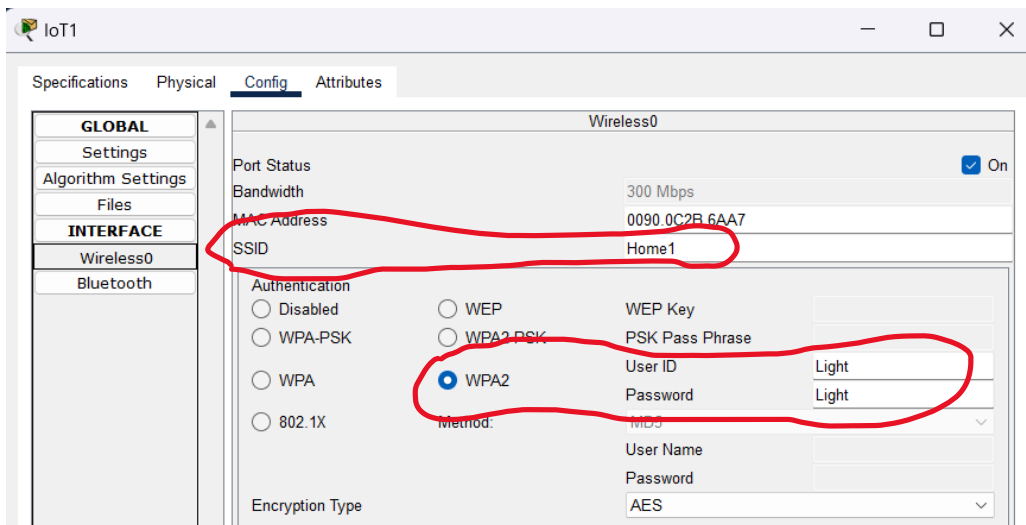 IoT1
Specifications Physical Config Attributes
GLOBAL
Settings
Algorithm Settings
Files
INTERFACE
Wireless0
Bluetooth
Wireless0
Port Status On
Bandwidth 300 Mbps
MAC Address 0090.0C2B.6AA7
SSID Home1
Authentication
Disabled WEP WEP Key
WPA-PSK WPA2-PSK PSK Pass Phrase
User ID Light
WPA WPA2
Password Light
802.1X Method: MD5
User Name
Password
Encryption Type AES